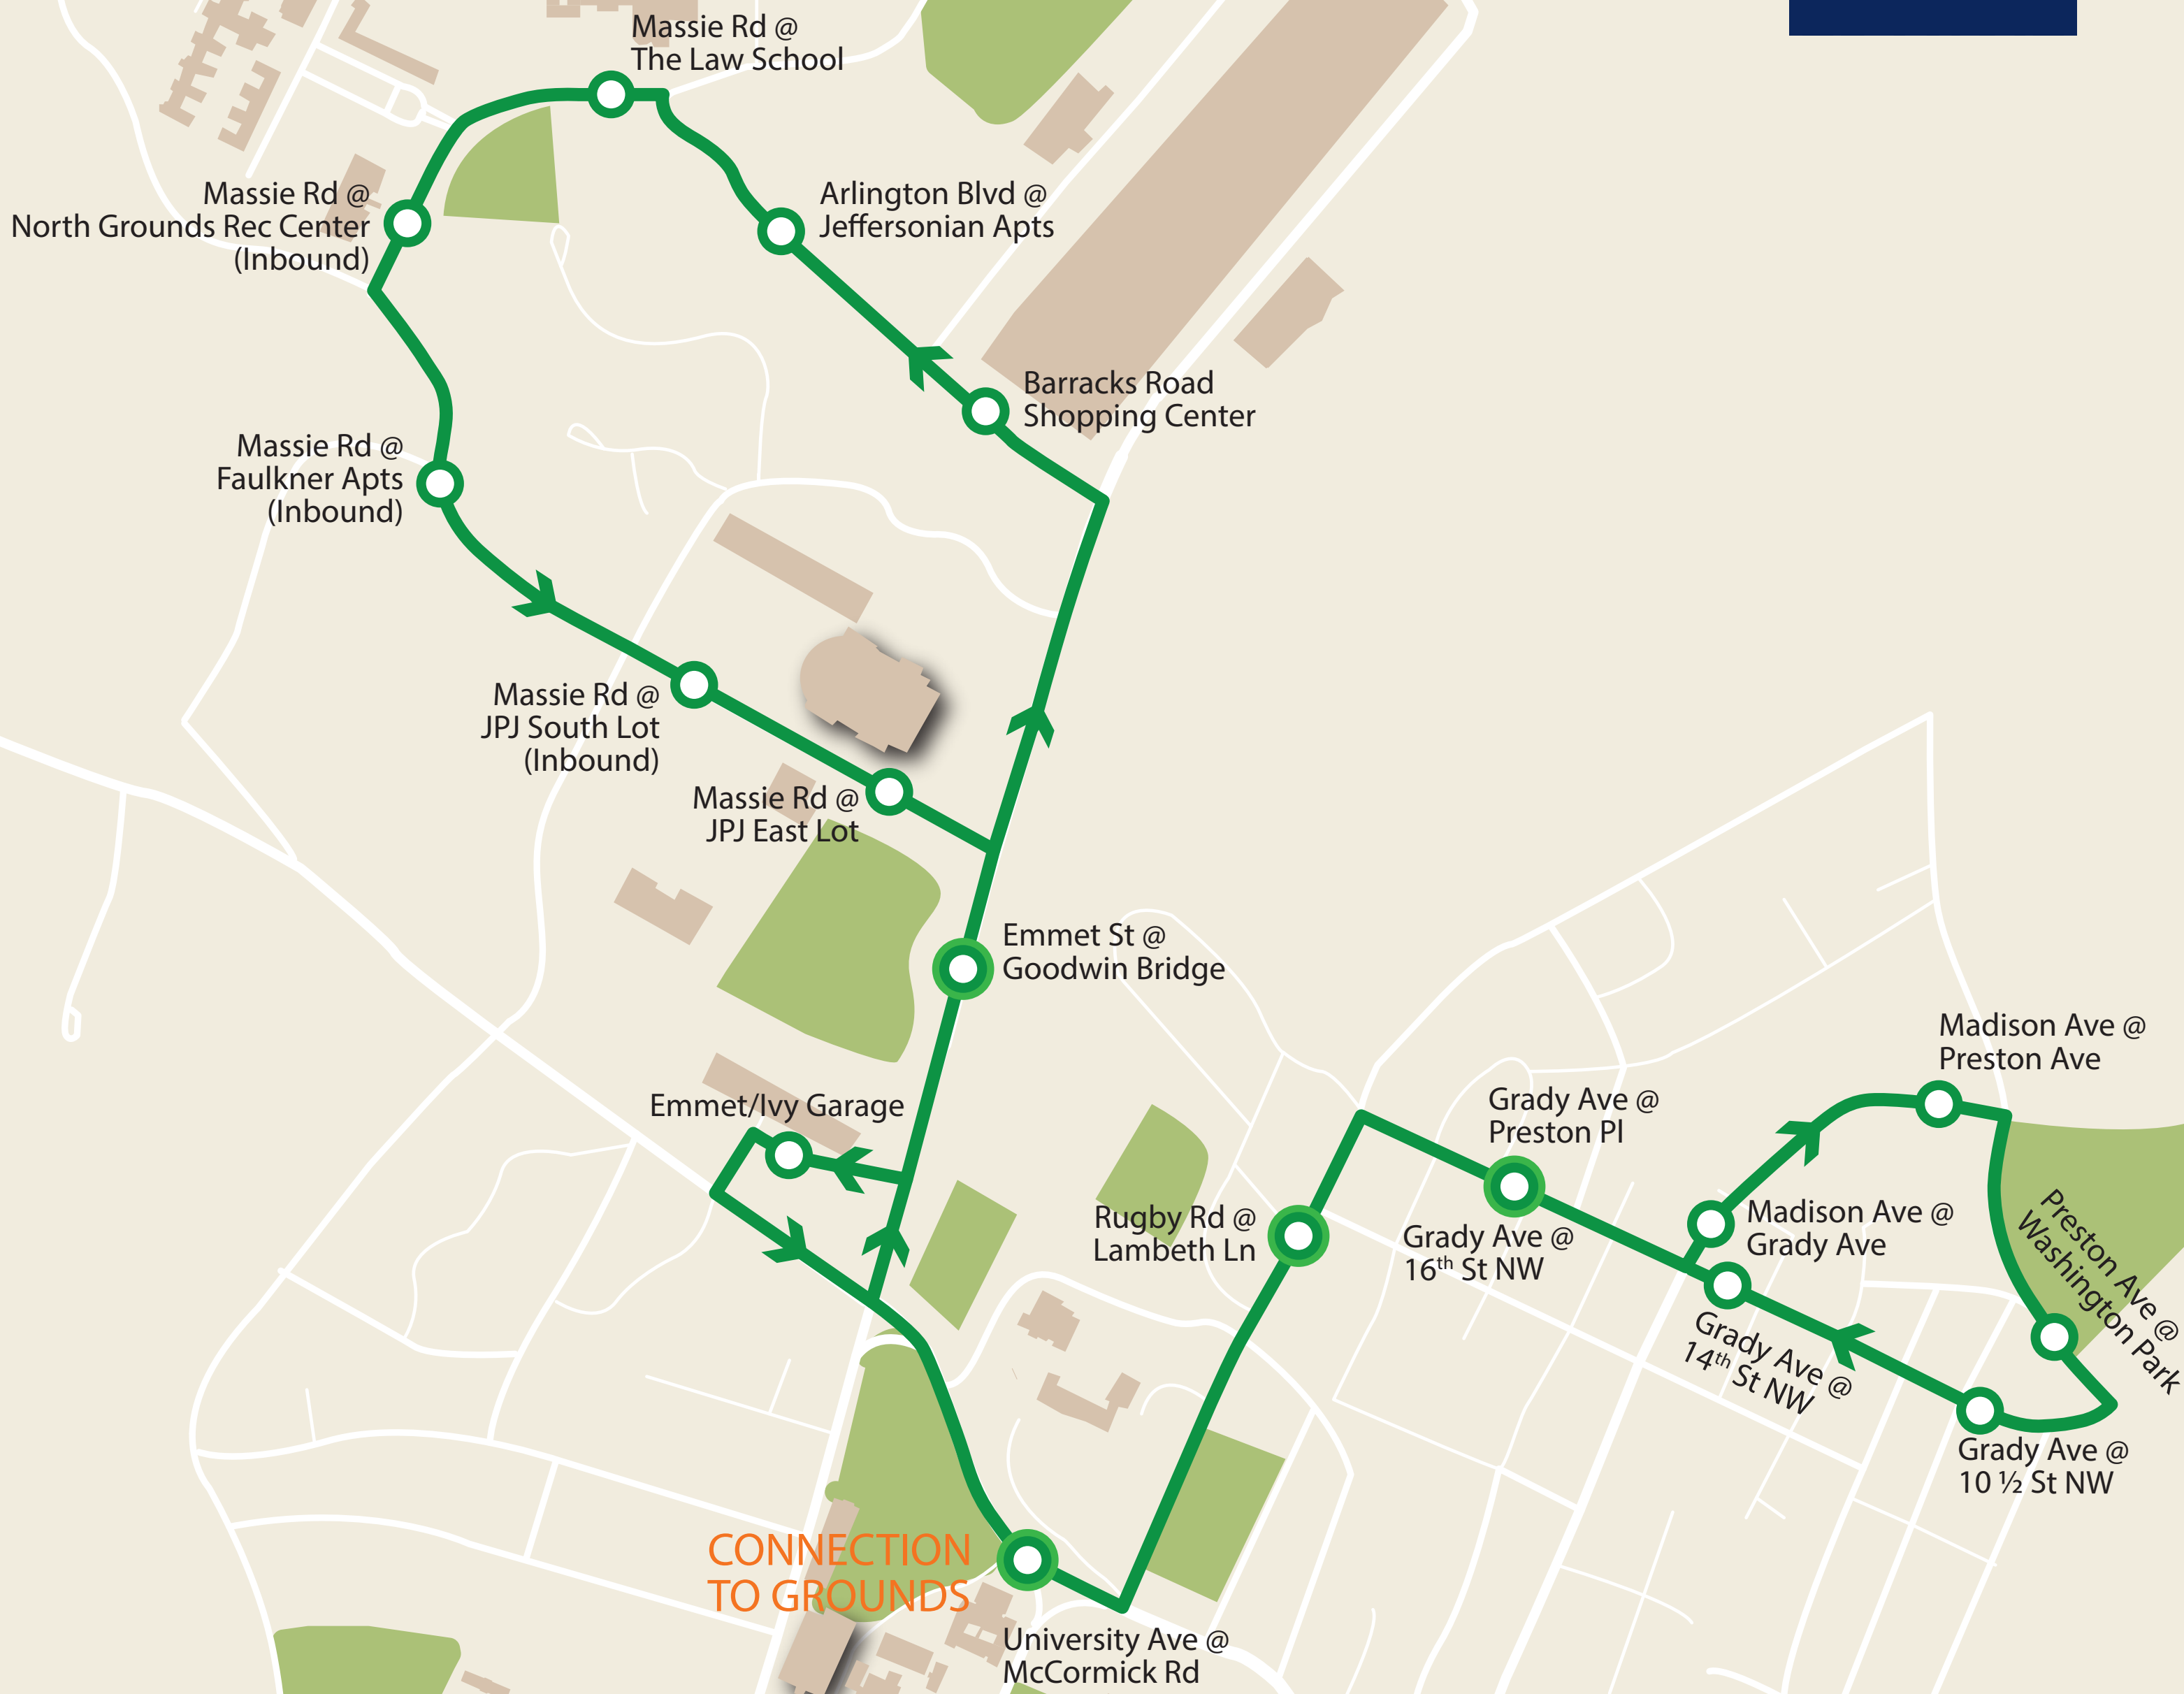 Massie Rd @
The Law School
Massie Rd @
North Grounds Rec Center
(Inbound)
Arlington Blvd @
Jeffersonian Apts
Barracks Road
Shopping Center
Massie Rd @
Faulkner Apts
(Inbound)
Massie Rd @
JPJ South Lot
(Inbound)
Massie Rd @
JPJ East Lot
Emmet St @
Goodwin Bridge
Madison Ave @
Preston Ave
Emmet/Ivy Garage
Grady Ave @
Preston Pl
Rugby Rd @
Lambeth Ln
Grady Ave @
16th St NW
Madison Ave @
Grady Ave
Preston Ave @
Washington Park
Grady Ave @
14th St NW
Grady Ave @
10 ½ St NW
CONNECTION
TO GROUNDS
University Ave @
McCormick Rd